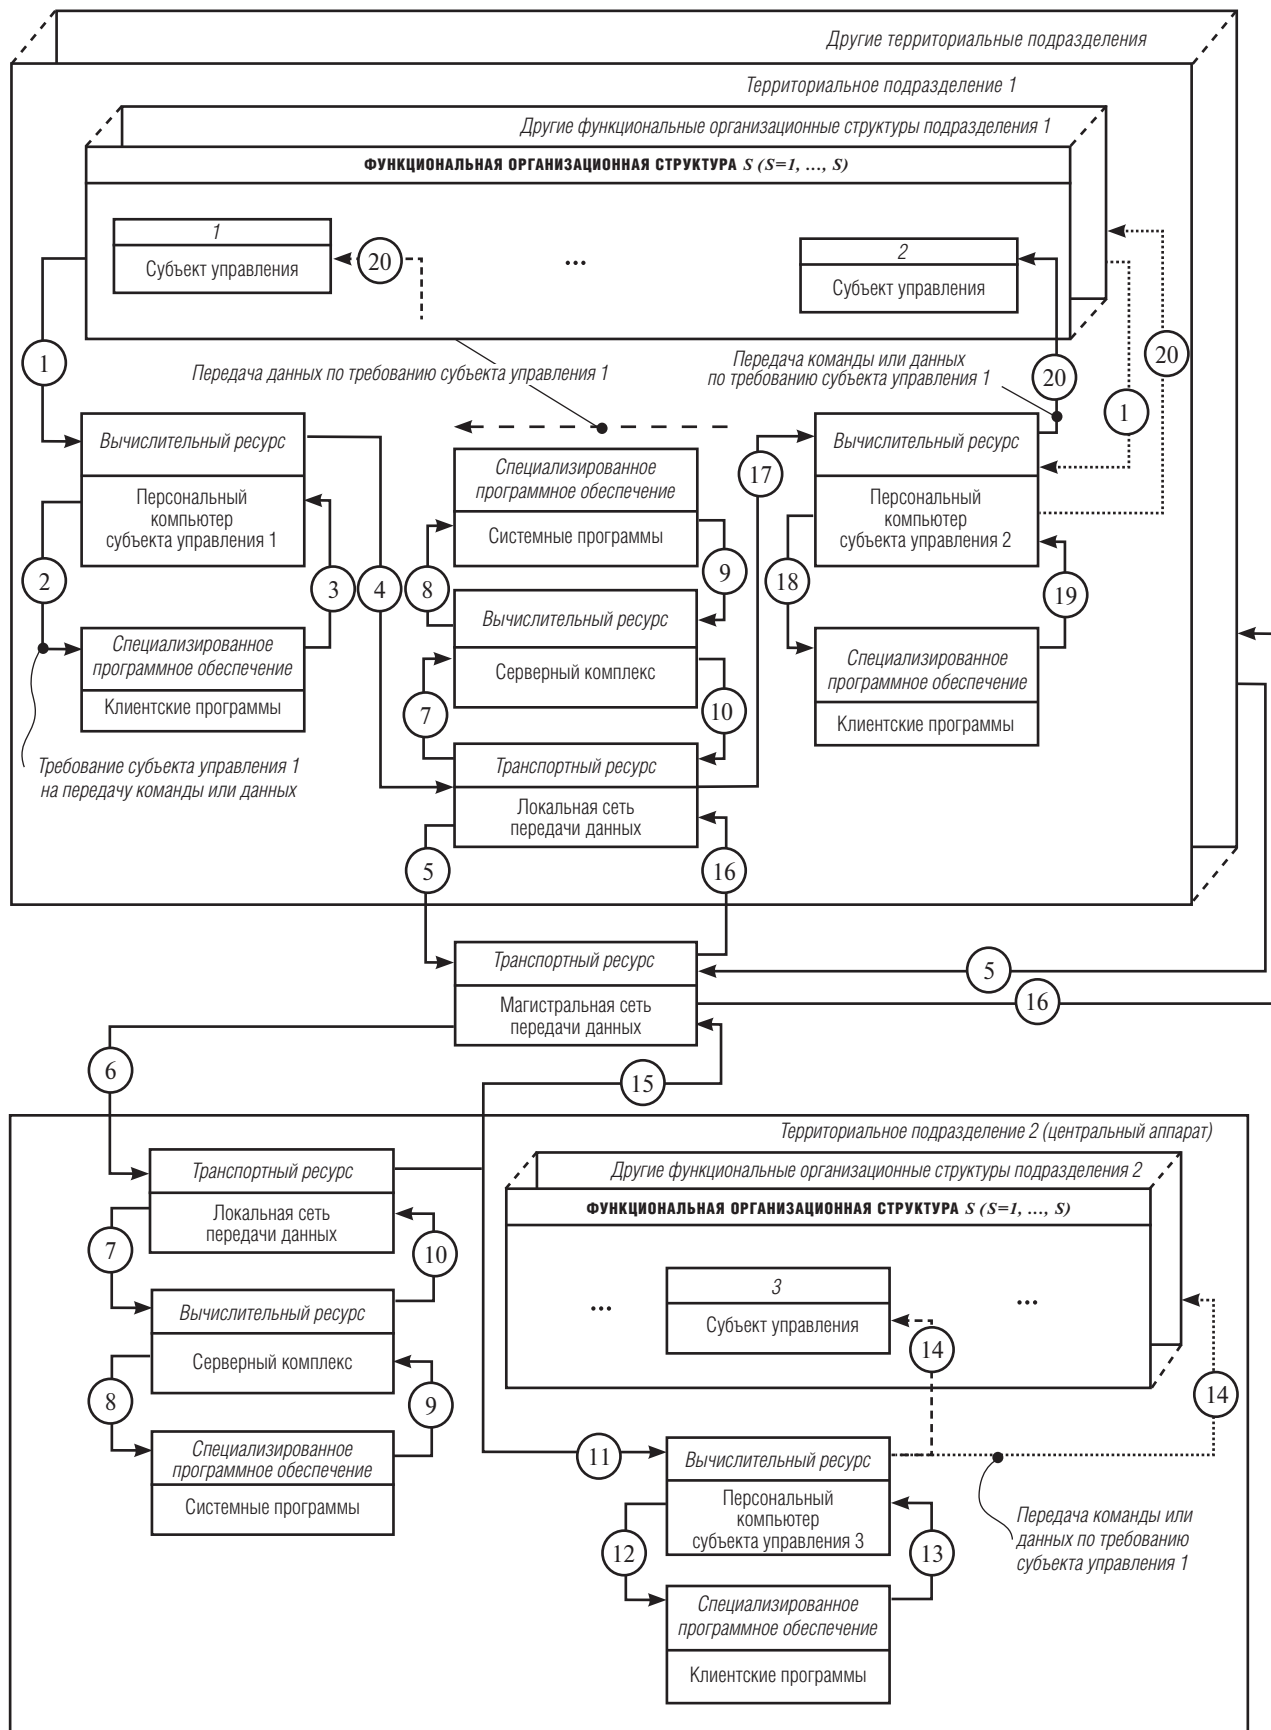 Другие территориальные подразделения
Территориальное подразделение 1
Другие функциональные организационные структуры подразделения 1
ФУНКЦИОНАЛЬНАЯ ОРГАНИЗАЦИОННАЯ СТРУКТУРА S (S=1, ..., S)
1
Субъект управления
20
...
2
Субъект управления
1
Передача данных по требованию субъекта управления 1
Передача команды или данных
по требованию субъекта управления 1
20
20
1
Вычислительный ресурс
Персональный
компьютер
субъекта управления 1
2
3
4
Специализированное
программное обеспечение
Клиентские программы
Требование субъекта управления 1
на передачу команды или данных
Специализированное
программное обеспечение
Системные программы
8
9
Вычислительный ресурс
Серверный комплекс
7
10
Транспортный ресурс
Локальная сеть
передачи данных
17
Вычислительный ресурс
Персональный
компьютер
субъекта управления 2
18
19
Специализированное
программное обеспечение
Клиентские программы
5
16
Транспортный ресурс
Магистральная сеть
передачи данных
5
16
6
15
Территориальное подразделение 2 (центральный аппарат)
Другие функциональные организационные структуры подразделения 2
ФУНКЦИОНАЛЬНАЯ ОРГАНИЗАЦИОННАЯ СТРУКТУРА S (S=1, ..., S)
Транспортный ресурс
Локальная сеть
передачи данных
7
10
Вычислительный ресурс
Серверный комплекс
8
9
Специализированное
программное обеспечение
Системные программы
...
3
Субъект управления
...
14
14
11
Вычислительный ресурс
Персональный
компьютер
субъекта управления 3
12
13
Специализированное
программное обеспечение
Клиентские программы
Передача команды или
данных по требованию
субъекта управления 1